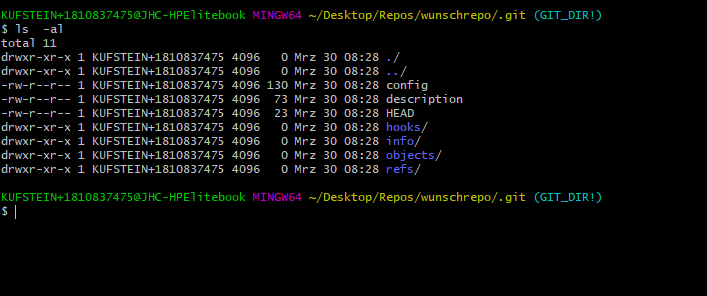 KUFSTEIN+1810837475@JHC-HPElitebook MINGW64 ~/Desktop/Repos/wunschrepo/.git (GIT_DIR!)
$ ls  -al
total 11
drwxr-xr-x 1 KUFSTEIN+1810837475 4096   0 Mrz 30 08:28 ./
drwxr-xr-x 1 KUFSTEIN+1810837475 4096   0 Mrz 30 08:28 ../
-rw-r--r-- 1 KUFSTEIN+1810837475 4096 130 Mrz 30 08:28 config
-rw-r--r-- 1 KUFSTEIN+1810837475 4096  73 Mrz 30 08:28 description
-rw-r--r-- 1 KUFSTEIN+1810837475 4096  23 Mrz 30 08:28 HEAD
drwxr-xr-x 1 KUFSTEIN+1810837475 4096   0 Mrz 30 08:28 hooks/
drwxr-xr-x 1 KUFSTEIN+1810837475 4096   0 Mrz 30 08:28 info/
drwxr-xr-x 1 KUFSTEIN+1810837475 4096   0 Mrz 30 08:28 objects/
drwxr-xr-x 1 KUFSTEIN+1810837475 4096   0 Mrz 30 08:28 refs/
KUFSTEIN+1810837475@JHC-HPElitebook MINGW64 ~/Desktop/Repos/wunschrepo/.git (GIT_DIR!)
$